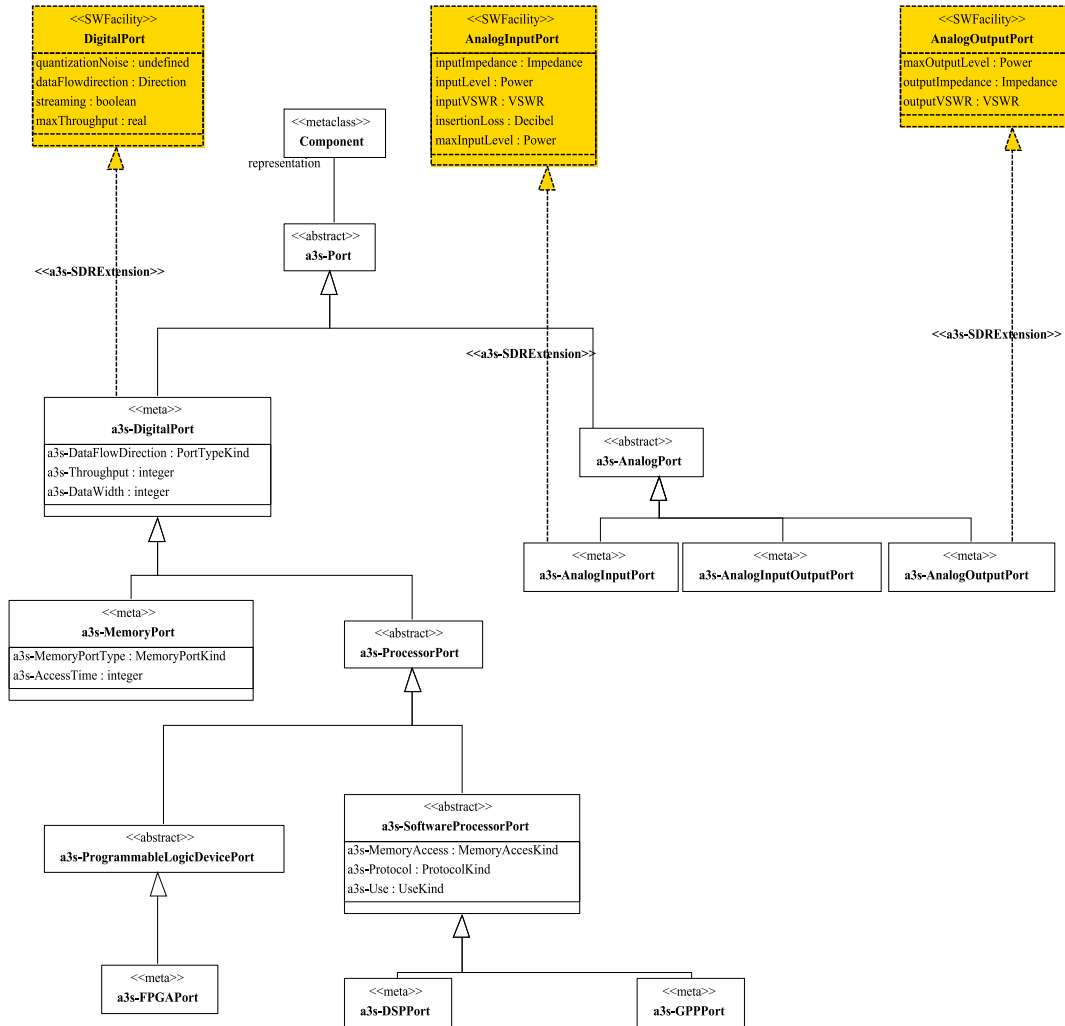 <<SWFacility>>
DigitalPort
quantizationNoise : undefined
dataFlowdirection : Direction
streaming : boolean
maxThroughput : real
<<SWFacility>>
AnalogInputPort
inputImpedance : Impedance
inputLevel : Power
inputVSWR : VSWR
insertionLoss : Decibel
maxInputLevel : Power
<<SWFacility>>
AnalogOutputPort
maxOutputLevel : Power
outputImpedance : Impedance
outputVSWR : VSWR
<<metaclass>>
Component
representation
<<abstract>>
a3s-Port
<<a3s-SDRExtension>>
<<a3s-SDRExtension>>
<<a3s-SDRExtension>>
<<meta>>
a3s-DigitalPort
a3s-DataFlowDirection : PortTypeKind
a3s-Throughput : integer
a3s-DataWidth : integer
<<abstract>>
a3s-AnalogPort
<<meta>>
a3s-AnalogInputPort
<<meta>>
a3s-AnalogInputOutputPort
<<meta>>
a3s-AnalogOutputPort
<<meta>>
a3s-MemoryPort
a3s-MemoryPortType : MemoryPortKind
a3s-AccessTime : integer
<<abstract>>
a3s-ProcessorPort
<<abstract>>
a3s-ProgrammableLogicDevicePort
<<abstract>>
a3s-SoftwareProcessorPort
a3s-MemoryAccess : MemoryAccesKind
a3s-Protocol : ProtocolKind
a3s-Use : UseKind
<<meta>>
a3s-FPGAPort
<<meta>>
a3s-DSPPort
<<meta>>
a3s-GPPPort